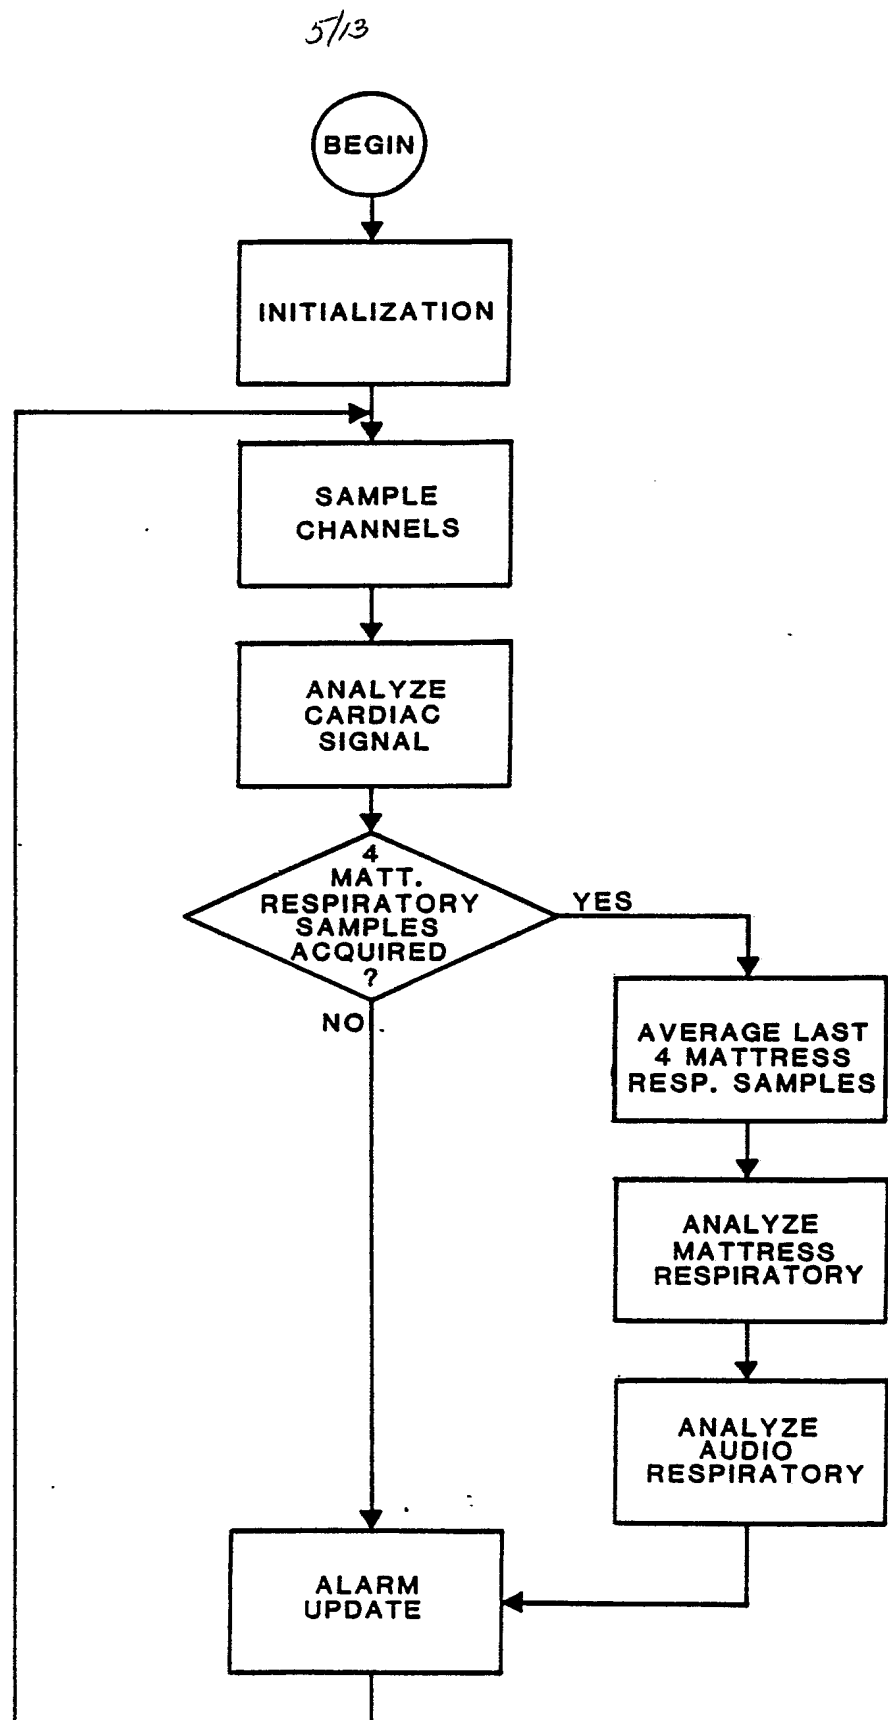 5/13
BEGIN
INITIALIZATION
SAMPLE
CHANNELS
ANALYZE
CARDIAC
SIGNAL
4
MATT.
RESPIRATORY
SAMPLES
ACQUIRED
?
YES
NO
AVERAGE LAST
4 MATTRESS
RESP. SAMPLES
ANALYZE
MATTRESS
RESPIRATORY
ANALYZE
AUDIO
RESPIRATORY
ALARM
UPDATE